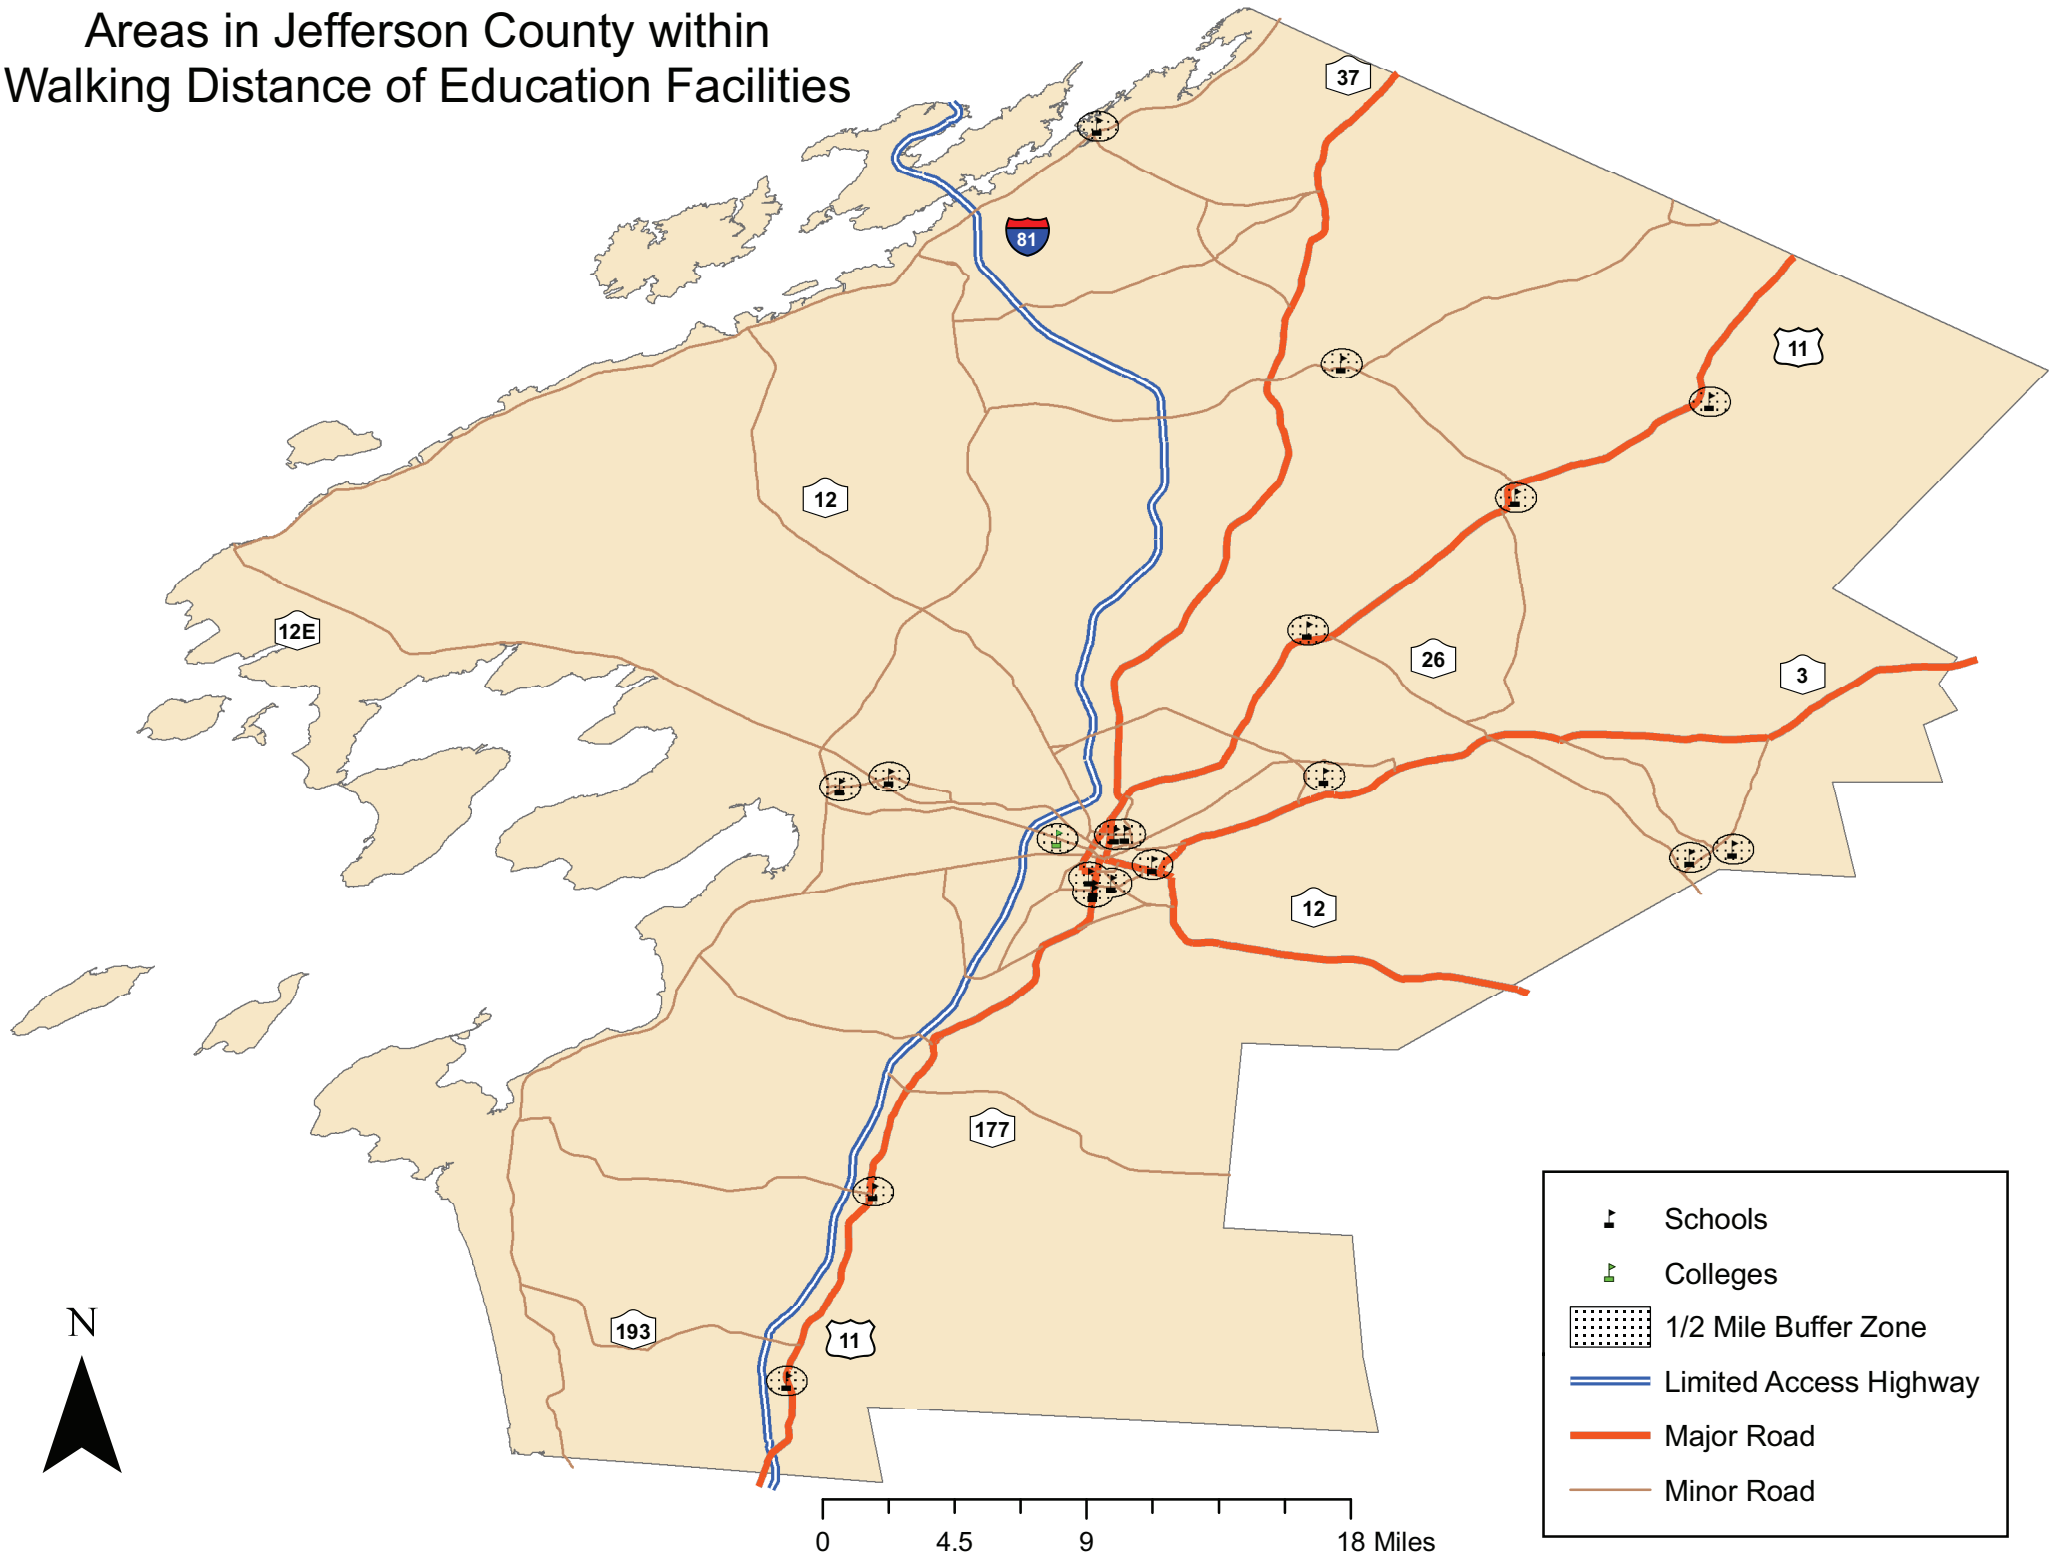 Areas in Jefferson County within
Walking Distance of Education Facilities
37
81
11
12
12E
26
3
12
177
193
11
N
Schools
Colleges
1/2 Mile Buffer Zone
Limited Access Highway
Major Road
Minor Road
0 4.5 9 18 Miles